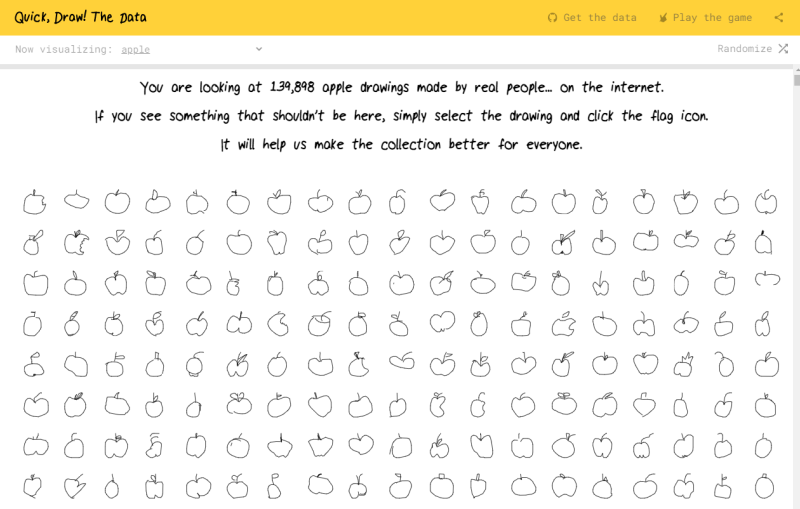 Quick, Draw! The Data
Get the data
Play the game
Now visualizing: apple
Randomize
You are looking at 139,898 apple drawings made by real people... on the internet.
If you see something that shouldn't be here, simply select the drawing and click the flag icon.
It will help us make the collection better for everyone.